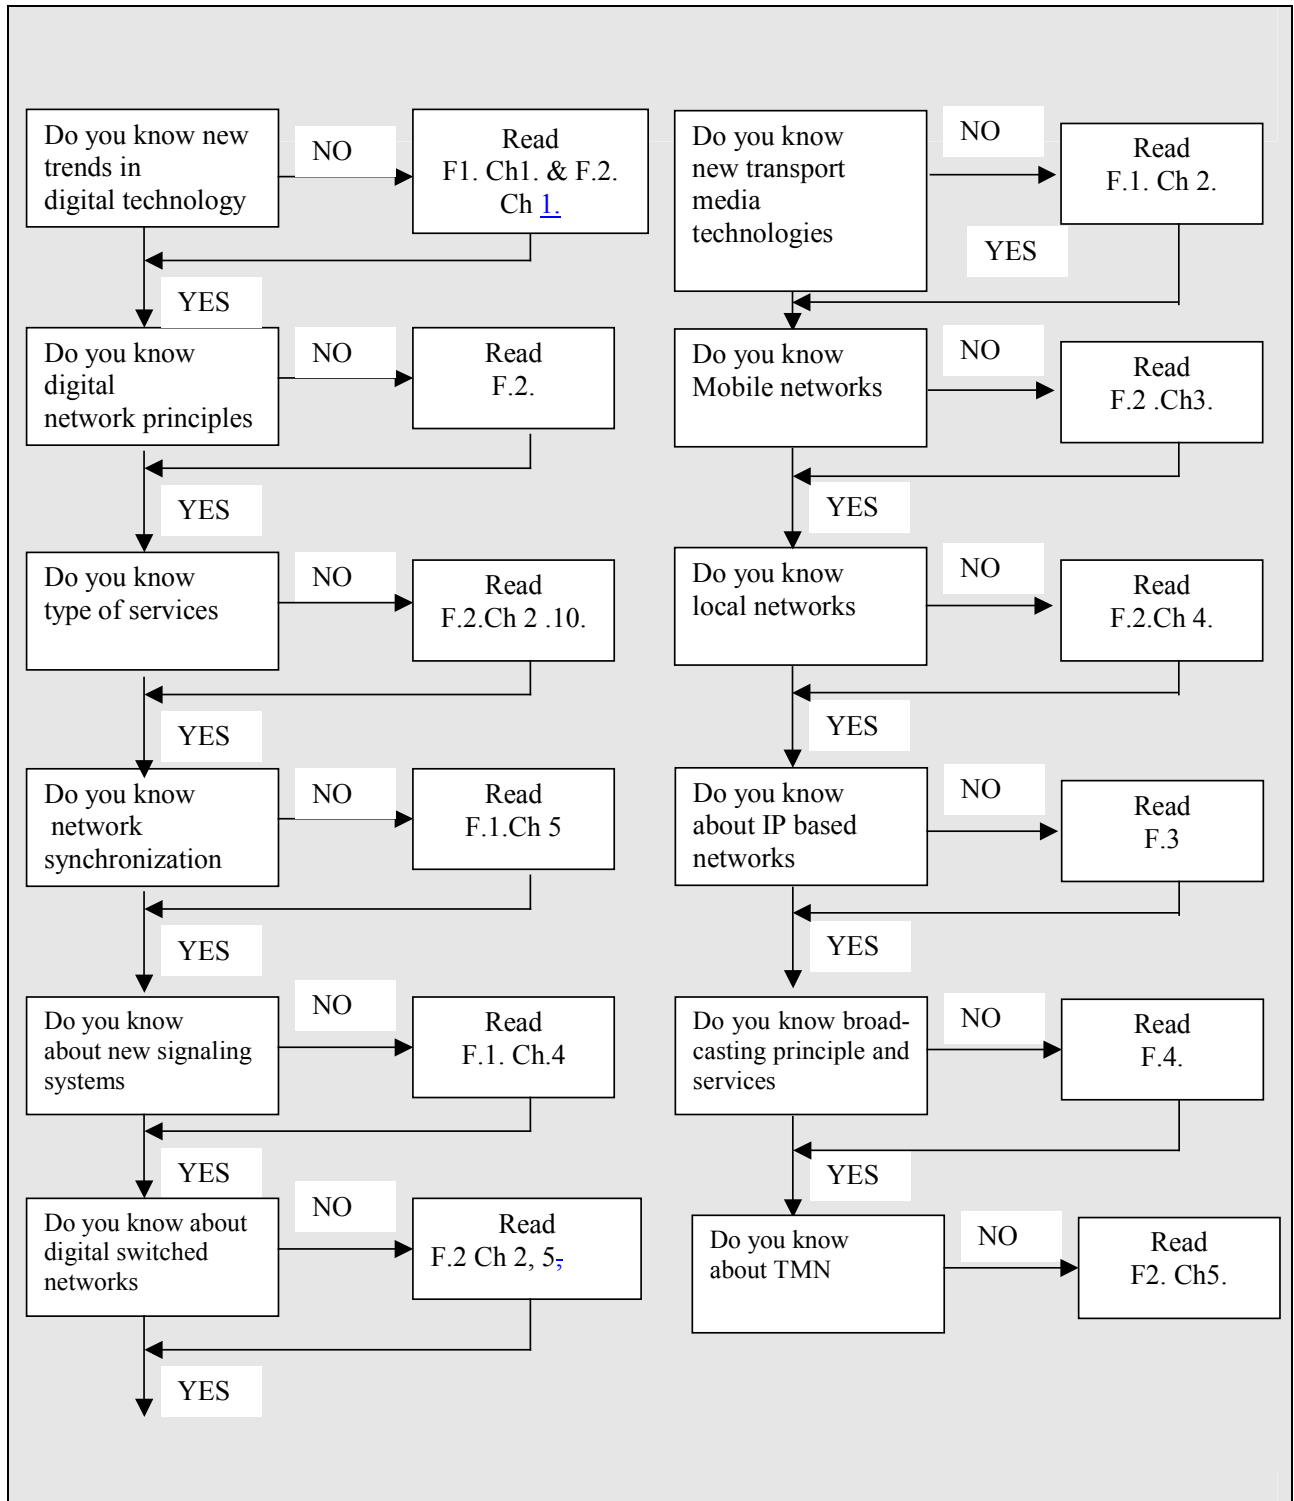 Do you know new
trends in
digital technology
NO
Read
F1. Ch1. & F.2.
Ch 1.
YES
Do you know
digital
network principles
NO
Read
F.2.
YES
Do you know
type of services
NO
Read
F.2.Ch 2 .10.
YES
Do you know
network
synchronization
NO
Read
F.1.Ch 5
YES
Do you know
about new signaling
systems
NO
Read
F.1. Ch.4
YES
Do you know about
digital switched
networks
NO
Read
F.2 Ch 2, 5,
YES
Do you know
new transport
media
technologies
NO
Read
F.1. Ch 2.
YES
Do you know
Mobile networks
NO
Read
F.2 .Ch3.
YES
Do you know
local networks
NO
Read
F.2.Ch 4.
YES
Do you know
about IP based
networks
NO
Read
F.3
YES
Do you know broad-
casting principle and
services
NO
Read
F.4.
YES
Do you know
about TMN
NO
Read
F2. Ch5.